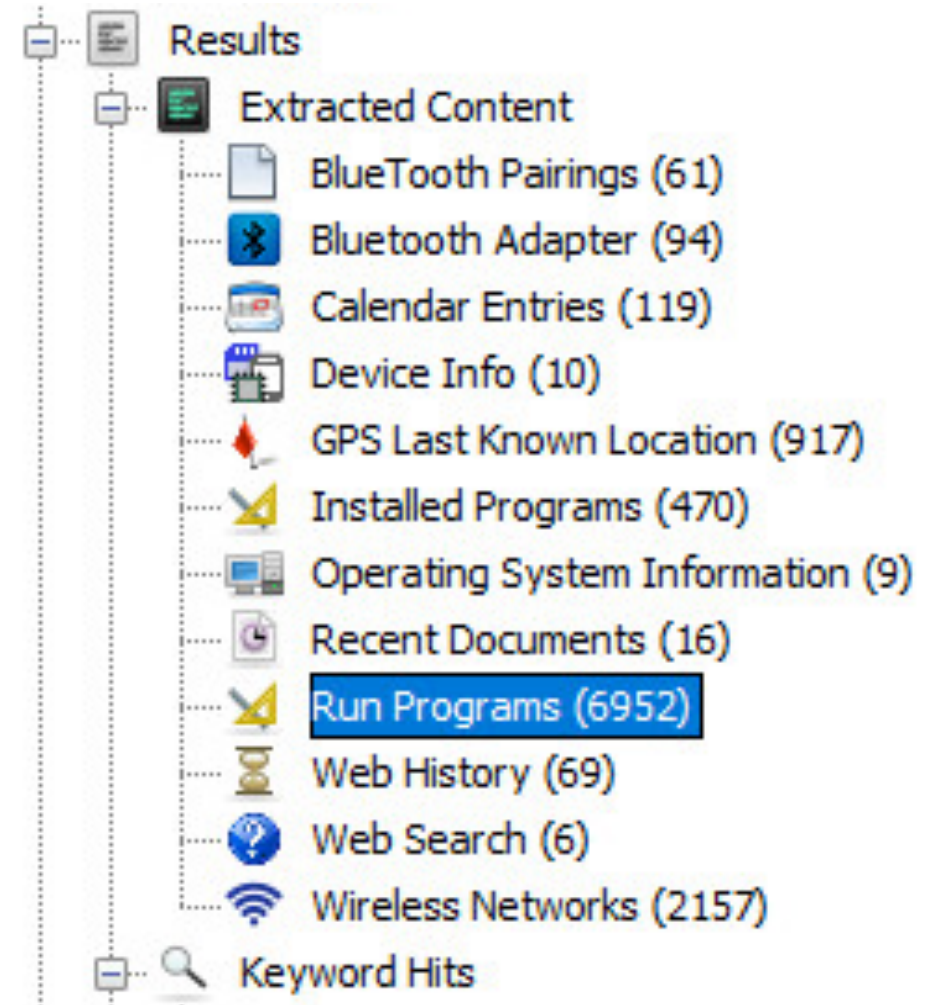 Results
Extracted Content
BlueTooth Pairings (61)
Bluetooth Adapter (94)
Calendar Entries (119)
Device Info (10)
GPS Last Known Location (917)
Installed Programs (470)
Operating System Information (9)
Recent Documents (16)
Run Programs (6952)
Web History (69)
Web Search (6)
Wireless Networks (2157)
Keyword Hits